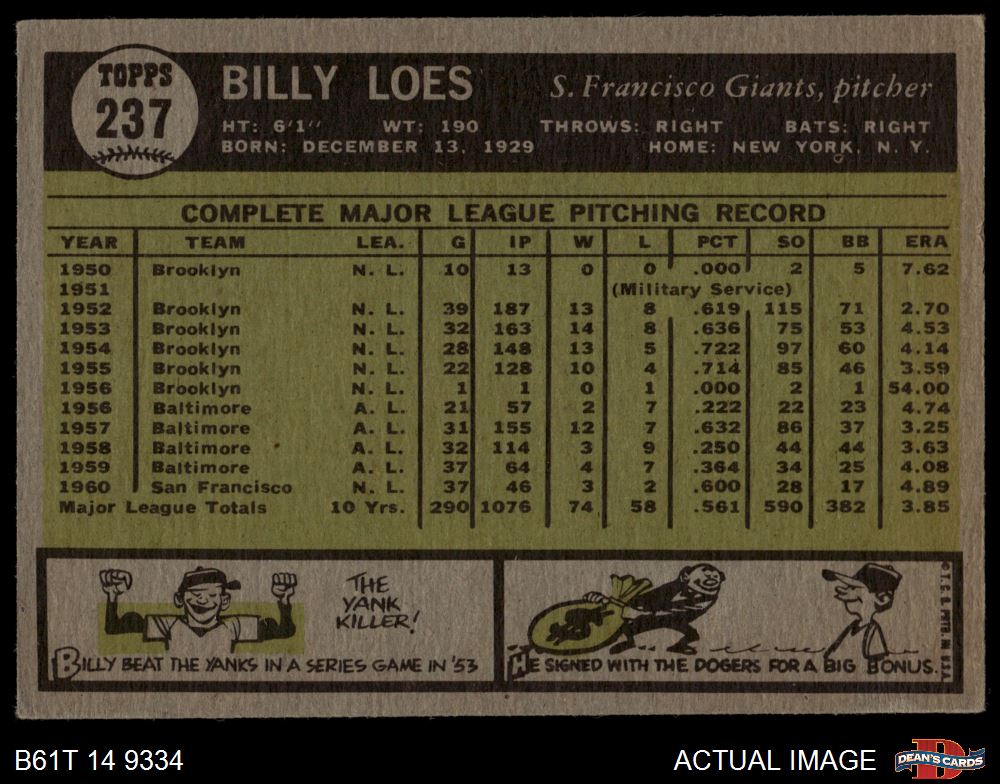 TOPPS
237
BILLY LOES
S. Francisco Giants, pitcher
HT: 6'1" WT: 190 THROWS: RIGHT BATS: RIGHT
BORN: DECEMBER 13, 1929 HOME: NEW YORK, N. Y.
COMPLETE MAJOR LEAGUE PITCHING RECORD
YEAR TEAM LEA. G IP W L PCT SO BB ERA
1950 Brooklyn N. L. 10 13 0 0 .000 2 5 7.62
1951 (Military Service)
1952 Brooklyn N. L. 39 187 13 8 .619 115 71 2.70
1953 Brooklyn N. L. 32 163 14 8 .636 75 53 4.53
1954 Brooklyn N. L. 28 148 13 5 .722 97 60 4.14
1955 Brooklyn N. L. 22 128 10 4 .714 85 46 3.59
1956 Brooklyn N. L. 1 1 0 1 .000 2 1 54.00
1956 Baltimore A. L. 21 57 2 7 .222 22 23 4.74
1957 Baltimore A. L. 31 155 12 7 .632 86 37 3.25
1958 Baltimore A. L. 32 114 3 9 .250 44 44 3.63
1959 Baltimore A. L. 37 64 4 7 .364 34 25 4.08
1960 San Francisco N. L. 37 46 3 2 .600 28 17 4.89
Major League Totals 10 Yrs. 290 1076 74 58 .561 590 382 3.85
THE
YANK
KILLER!
BILLY BEAT THE YANKS IN A SERIES GAME IN '53
HE SIGNED WITH THE DOGERS FOR A BIG BONUS.
© T. C. G. PRTD. IN U.S.A.
B61T 14 9334
ACTUAL IMAGE
DEAN'S CARDS